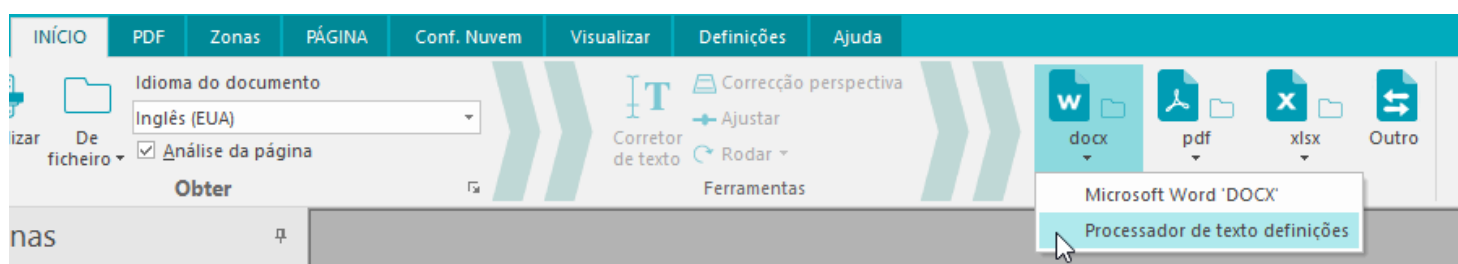 INÍCIO PDF Zonas PÁGINA Conf. Nuvem Visualizar Definições Ajuda
Idioma do documento
Inglês (EUA)
Análise da página
izar
De
ficheiro
Obter
Corretor
de texto
Correcção perspectiva
Ajustar
Rodar
Ferramentas
docx pdf xlsx Outro
Microsoft Word 'DOCX'
Processador de texto definições
nas